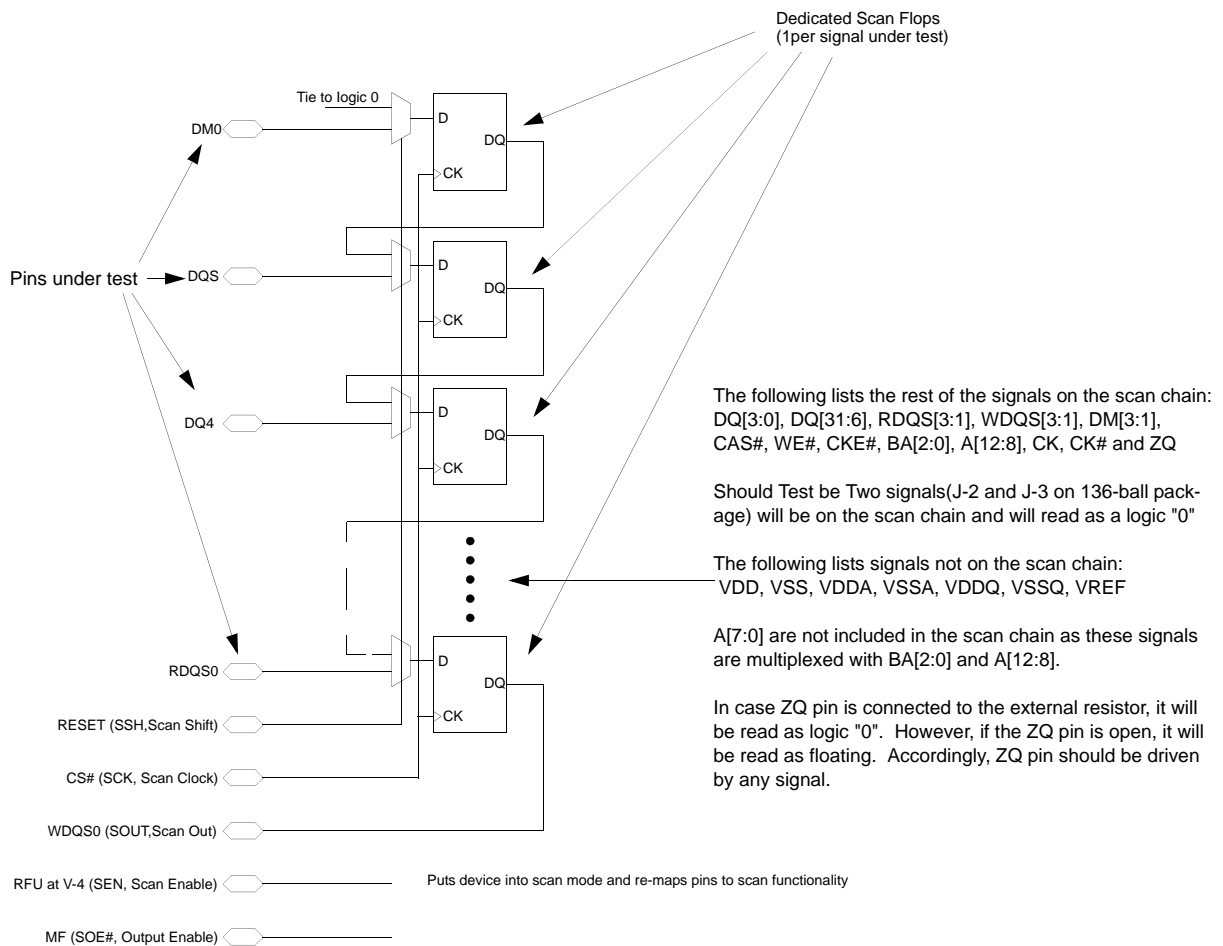 Dedicated Scan Flops
(1per signal under test)
Tie to logic 0
DM0
D
DQ
CK
Pins under test
DQS
D
DQ
CK
DQ4
D
DQ
CK
The following lists the rest of the signals on the scan chain:
DQ[3:0], DQ[31:6], RDQS[3:1], WDQS[3:1], DM[3:1],
CAS#, WE#, CKE#, BA[2:0], A[12:8], CK, CK# and ZQ
Should Test be Two signals(J-2 and J-3 on 136-ball pack-
age) will be on the scan chain and will read as a logic "0"
The following lists signals not on the scan chain:
VDD, VSS, VDDA, VSSA, VDDQ, VSSQ, VREF
A[7:0] are not included in the scan chain as these signals
are multiplexed with BA[2:0] and A[12:8].
In case ZQ pin is connected to the external resistor, it will
be read as logic "0". However, if the ZQ pin is open, it will
be read as floating. Accordingly, ZQ pin should be driven
by any signal.
RDQS0
D
DQ
CK
RESET (SSH,Scan Shift)
CS# (SCK, Scan Clock)
WDQS0 (SOUT,Scan Out)
RFU at V-4 (SEN, Scan Enable)
Puts device into scan mode and re-maps pins to scan functionality
MF (SOE#, Output Enable)